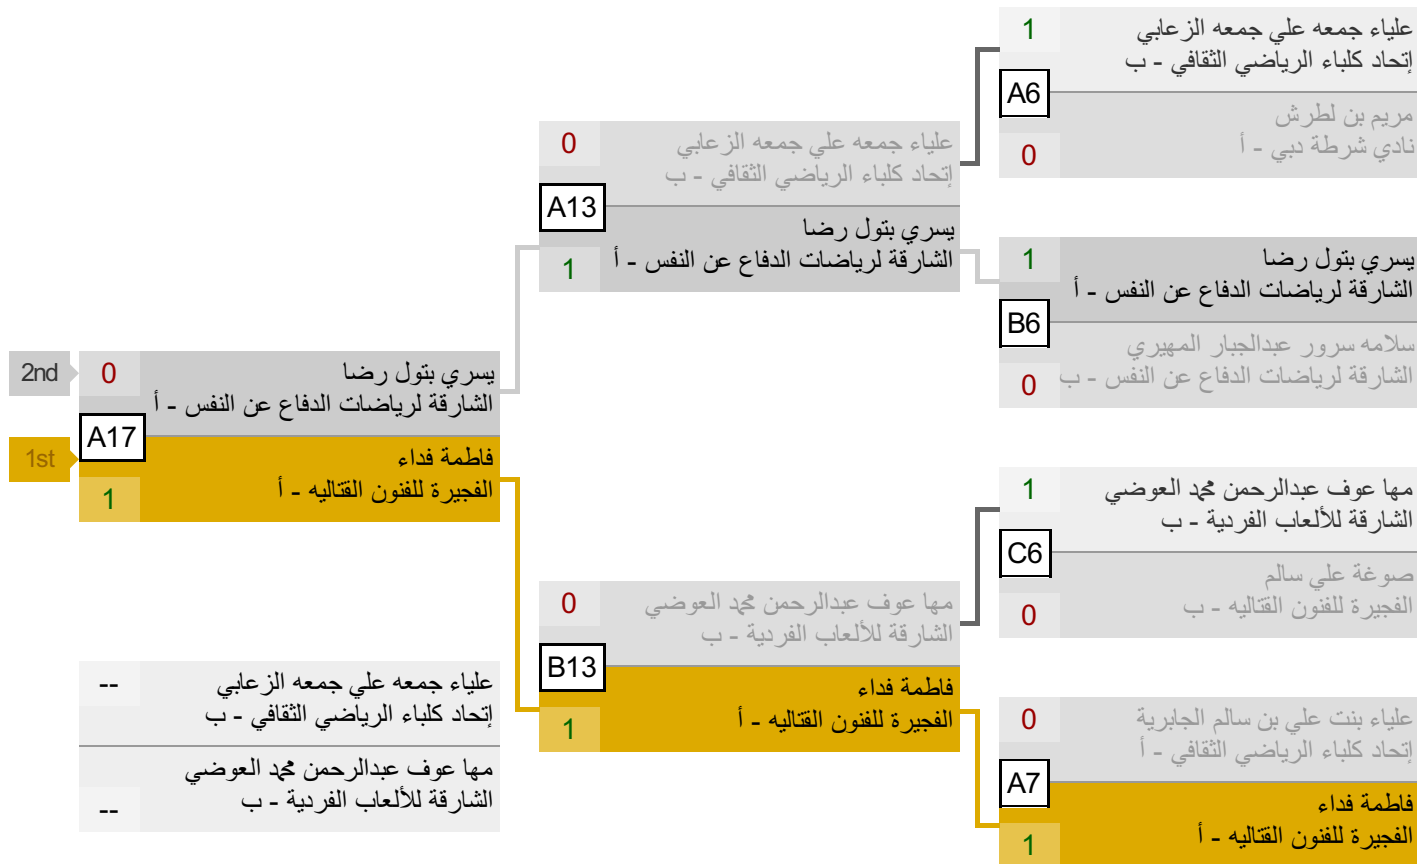 1
علياء جمعه علي جمعه الزعابي
إتحاد كلباء الرياضي الثقافي - ب
A6
مريم بن لطرش
نادي شرطة دبي - أ
0
0
علياء جمعه علي جمعه الزعابي
إتحاد كلباء الرياضي الثقافي - ب
A13
يسري بتول رضا
الشارقة لرياضات الدفاع عن النفس - أ
1
1
يسري بتول رضا
الشارقة لرياضات الدفاع عن النفس - أ
B6
سلامه سرور عبدالجبار المهيري
الشارقة لرياضات الدفاع عن النفس - ب
0
2nd
0
يسري بتول رضا
الشارقة لرياضات الدفاع عن النفس - أ
A17
1st
فاطمة فداء
الفجيرة للفنون القتاليه - أ
1
1
مها عوف عبدالرحمن محمد العوضي
الشارقة للألعاب الفردية - ب
C6
صوغة علي سالم
الفجيرة للفنون القتاليه - ب
0
0
مها عوف عبدالرحمن محمد العوضي
الشارقة للألعاب الفردية - ب
B13
فاطمة فداء
الفجيرة للفنون القتاليه - أ
1
--
علياء جمعه علي جمعه الزعابي
إتحاد كلباء الرياضي الثقافي - ب
مها عوف عبدالرحمن محمد العوضي
الشارقة للألعاب الفردية - ب
--
0
علياء بنت علي بن سالم الجابرية
إتحاد كلباء الرياضي الثقافي - أ
A7
فاطمة فداء
الفجيرة للفنون القتاليه - أ
1